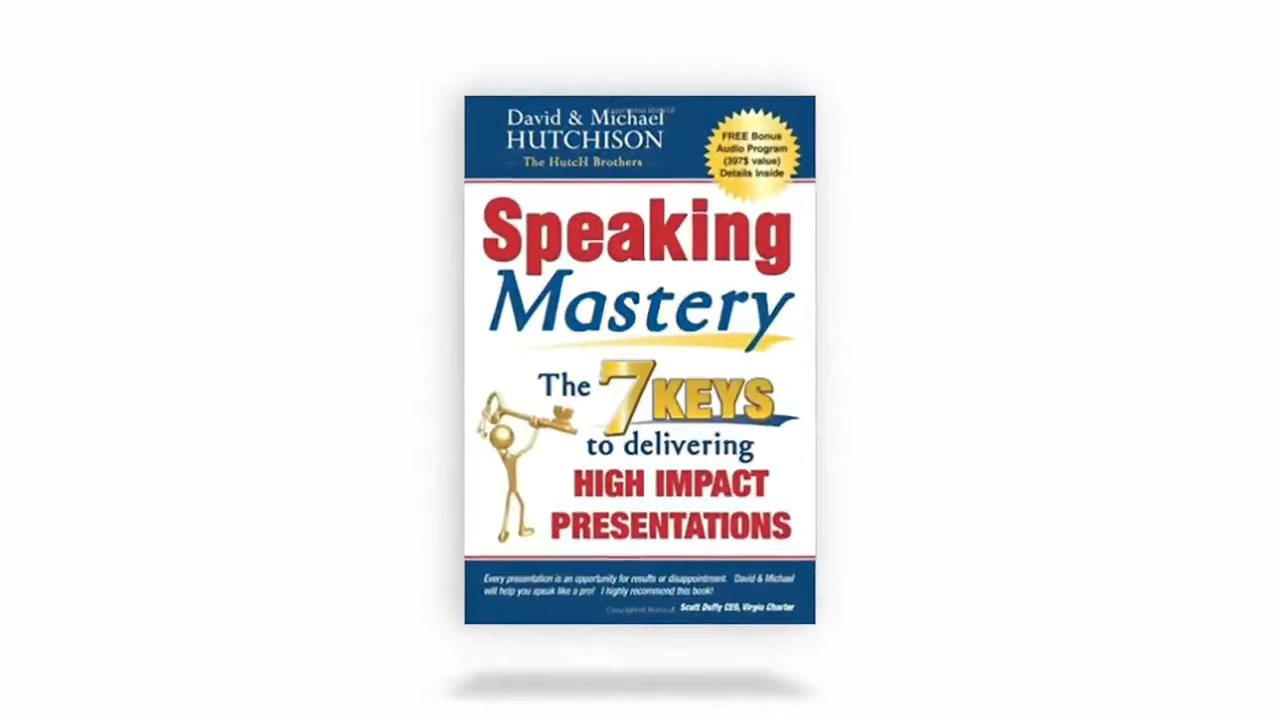 David & Michael
HUTCHISON
The HutcH Brothers
FREE Bonus
Audio Program
(397$ value)
Details Inside
Speaking
Mastery
The 7 KEYS
to delivering
HIGH IMPACT
PRESENTATIONS
Every presentation is an opportunity for results or disappointment. David & Michael
will help you speak like a pro! I highly recommend this book!
Copyrighted Material
Scott Duffy CEO, Virgin Charter